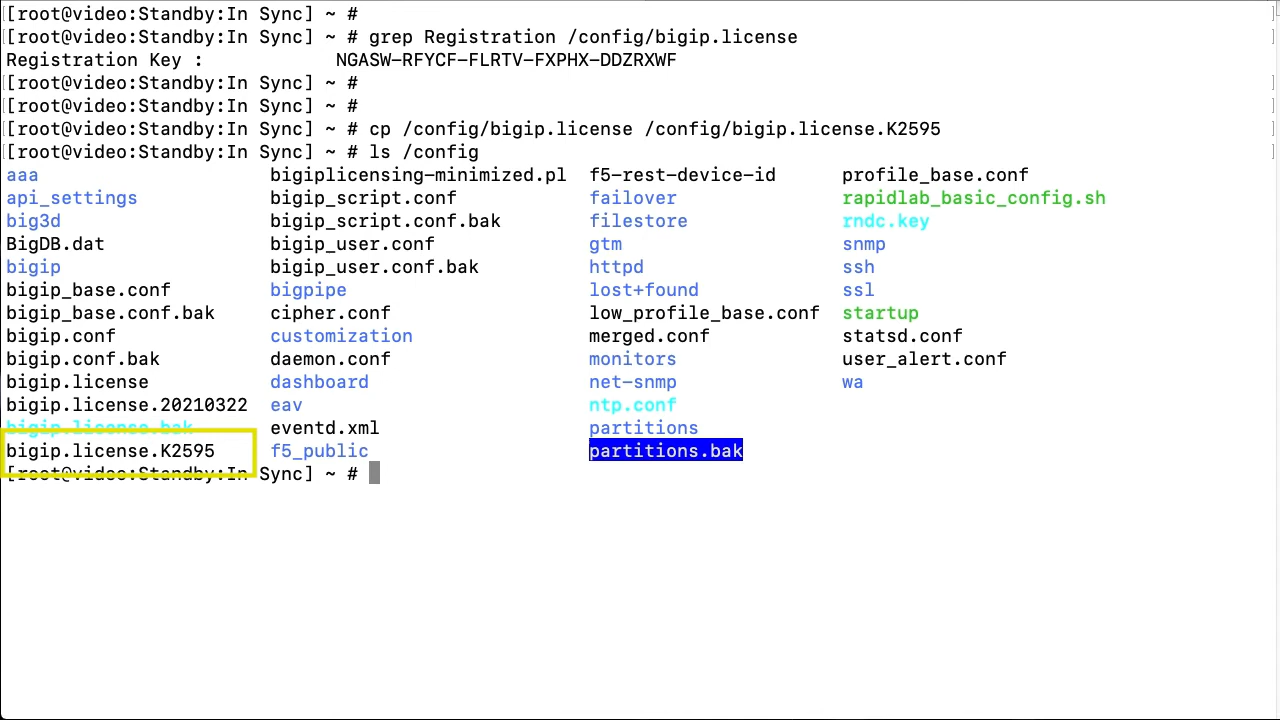 [root@video:Standby:In Sync] ~ #
[root@video:Standby:In Sync] ~ # grep Registration /config/bigip.license
Registration Key :            NGASW-RFYCF-FLRTV-FXPHX-DDZRXWF
[root@video:Standby:In Sync] ~ #
[root@video:Standby:In Sync] ~ #
[root@video:Standby:In Sync] ~ # cp /config/bigip.license /config/bigip.license.K2595
[root@video:Standby:In Sync] ~ # ls /config
aaa                     bigiplicensing-minimized.pl  f5-rest-device-id      profile_base.conf
api_settings            bigip_script.conf            failover               rapidlab_basic_config.sh
big3d                   bigip_script.conf.bak        filestore              rndc.key
BigDB.dat               bigip_user.conf              gtm                    snmp
bigip                   bigip_user.conf.bak          httpd                  ssh
bigip_base.conf         bigpipe                      lost+found             ssl
bigip_base.conf.bak     cipher.conf                  low_profile_base.conf  startup
bigip.conf              customization                merged.conf            statsd.conf
bigip.conf.bak          daemon.conf                  monitors               user_alert.conf
bigip.license           dashboard                    net-snmp               wa
bigip.license.20210322  eav                          ntp.conf
bigip.license.bak       eventd.xml                   partitions
bigip.license.K2595     f5_public                    partitions.bak
[root@video:Standby:In Sync] ~ #